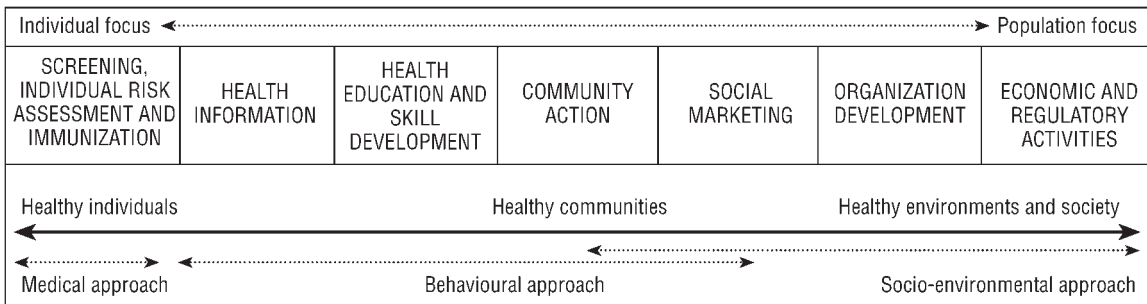 Individual focus
Population focus
SCREENING,
INDIVIDUAL RISK
ASSESSMENT AND
IMMUNIZATION
HEALTH
INFORMATION
HEALTH
EDUCATION AND
SKILL
DEVELOPMENT
COMMUNITY
ACTION
SOCIAL
MARKETING
ORGANIZATION
DEVELOPMENT
ECONOMIC AND
REGULATORY
ACTIVITIES
Healthy individuals
Healthy communities
Healthy environments and society
Medical approach
Behavioural approach
Socio-environmental approach